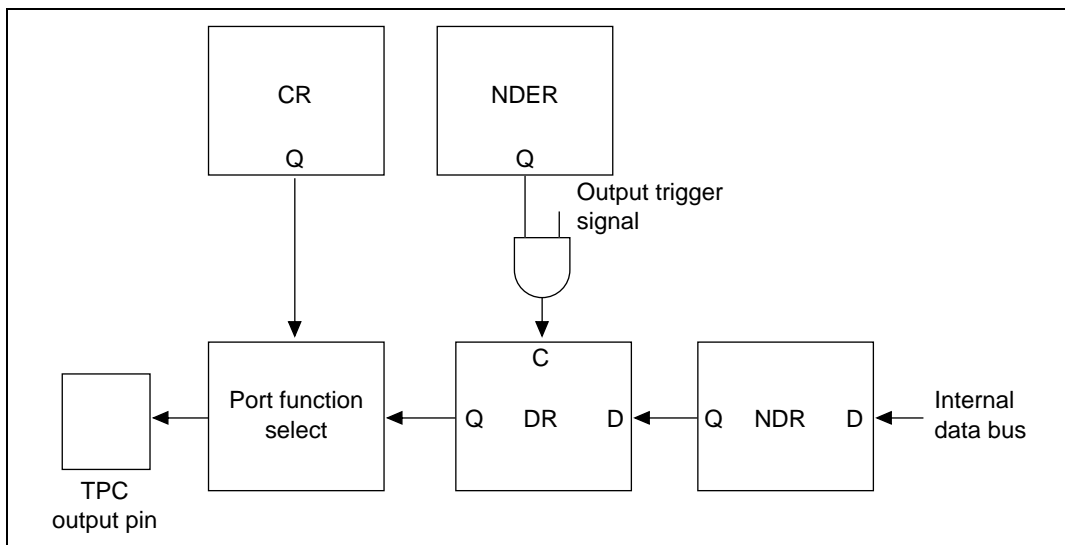 CR
Q
NDER
Q
Output trigger
signal
C
Port function
select
Q DR D
Q NDR D
Internal
data bus
TPC
output pin